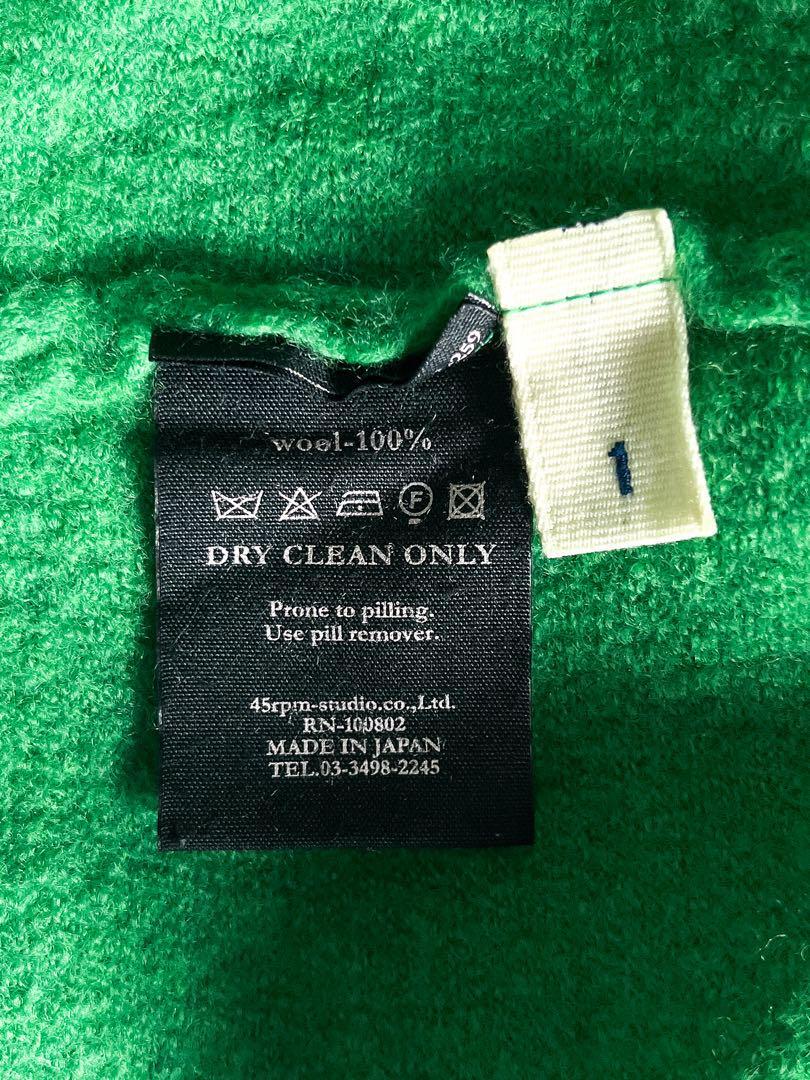 259
1
wool-100%
F
DRY CLEAN ONLY
Prone to pilling.
Use pill remover.
45rpm-studio.co.,Ltd.
RN-100802
MADE IN JAPAN
TEL.03-3498-2245